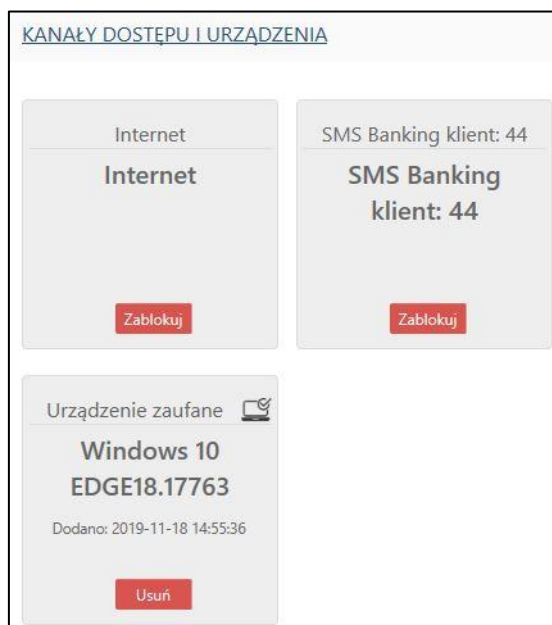 KANAŁY DOSTĘPU I URZĄDZENIA
Internet
Internet
Zablokuj
SMS Banking klient: 44
SMS Banking
klient: 44
Zablokuj
Urządzenie zaufane
Windows 10
EDGE18.17763
Dodano: 2019-11-18 14:55:36
Usuń